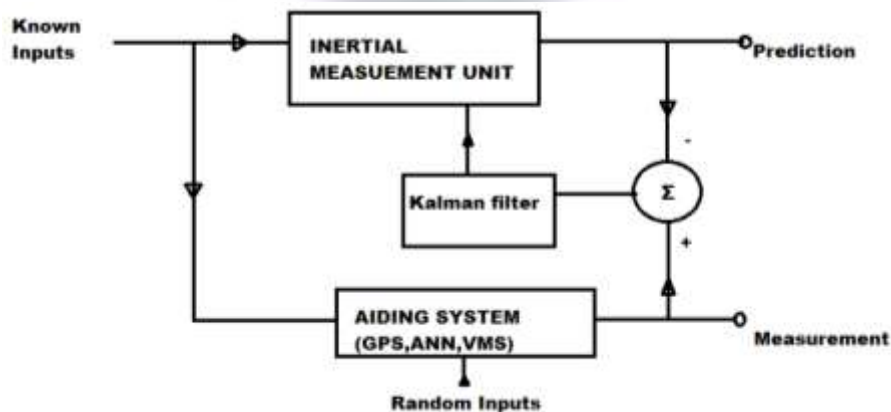 Known
Inputs
INERTIAL
MEASUEMENT UNIT
Prediction
-
Kalman filter
Σ
+
AIDING SYSTEM
(GPS,ANN,VMS)
Measurement
Random Inputs